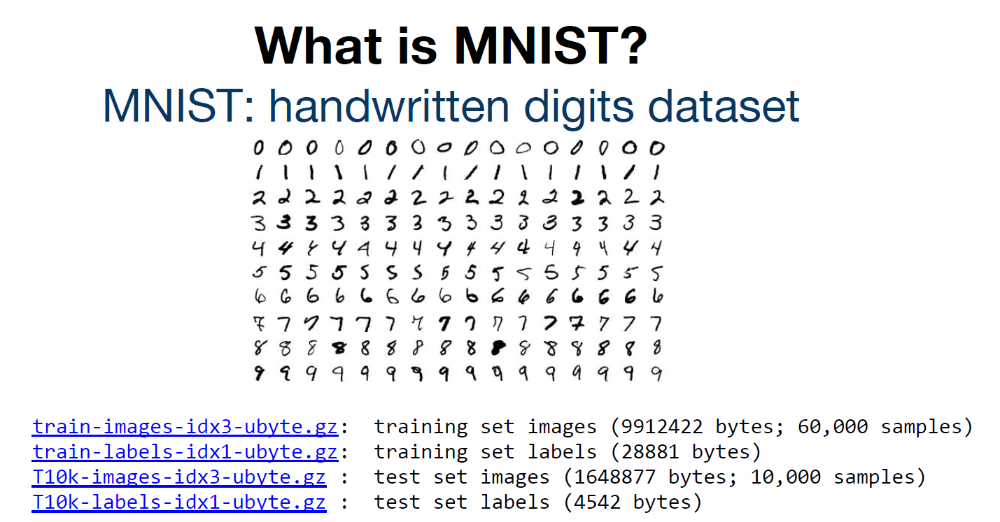 What is MNIST?
MNIST: handwritten digits dataset
0 0 0 0 0 0 0 0 0 0 0 0 0 0 0 0
1 1 1 1 1 1 1 1 1 1 1 1 1 1 1 1
2 2 2 2 2 2 2 2 2 2 2 2 2 2 2 2
3 3 3 3 3 3 3 3 3 3 3 3 3 3 3 3
4 4 4 4 4 4 4 4 4 4 4 4 4 4 4 4
5 5 5 5 5 5 5 5 5 5 5 5 5 5 5 5
6 6 6 6 6 6 6 6 6 6 6 6 6 6 6 6
7 7 7 7 7 7 7 7 7 7 7 7 7 7 7 7
8 8 8 8 8 8 8 8 8 8 8 8 8 8 8 8
9 9 9 9 9 9 9 9 9 9 9 9 9 9 9 9
train-images-idx3-ubyte.gz: training set images (9912422 bytes; 60,000 samples)
train-labels-idx1-ubyte.gz: training set labels (28881 bytes)
T10k-images-idx3-ubyte.gz : test set images (1648877 bytes; 10,000 samples)
T10k-labels-idx1-ubyte.gz : test set labels (4542 bytes)